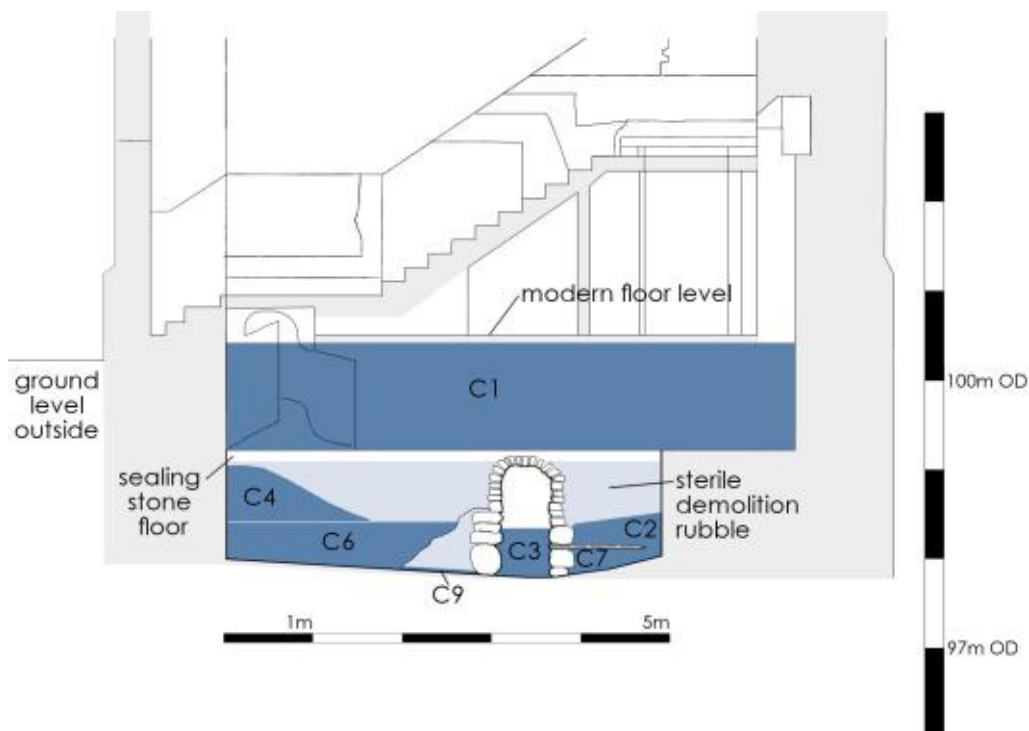 modern floor level
ground
level
outside
C1
100m OD
sealing
stone
floor
C4
sterile
demolition
rubble
C2
C6
C3
C7
C9
1m
5m
97m OD